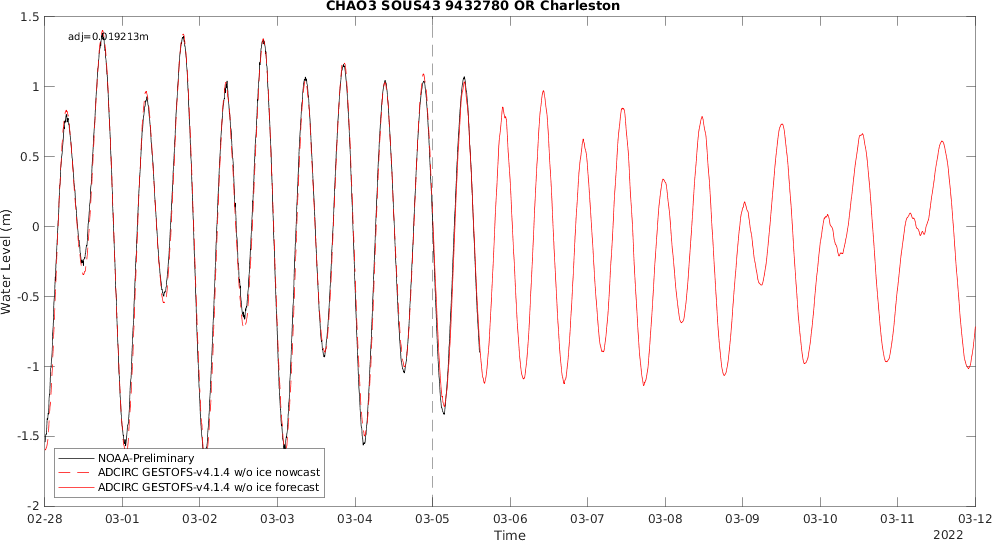 CHAO3 SOUS43 9432780 OR Charleston
adj=0.019213m
Water Level (m)
1.5
1
0.5
0
-0.5
-1
-1.5
-2
NOAA-Preliminary
ADCIRC GESTOFS-v4.1.4 w/o ice nowcast
ADCIRC GESTOFS-v4.1.4 w/o ice forecast
02-28 03-01 03-02 03-03 03-04 03-05 03-06 03-07 03-08 03-09 03-10 03-11 03-12
Time
2022